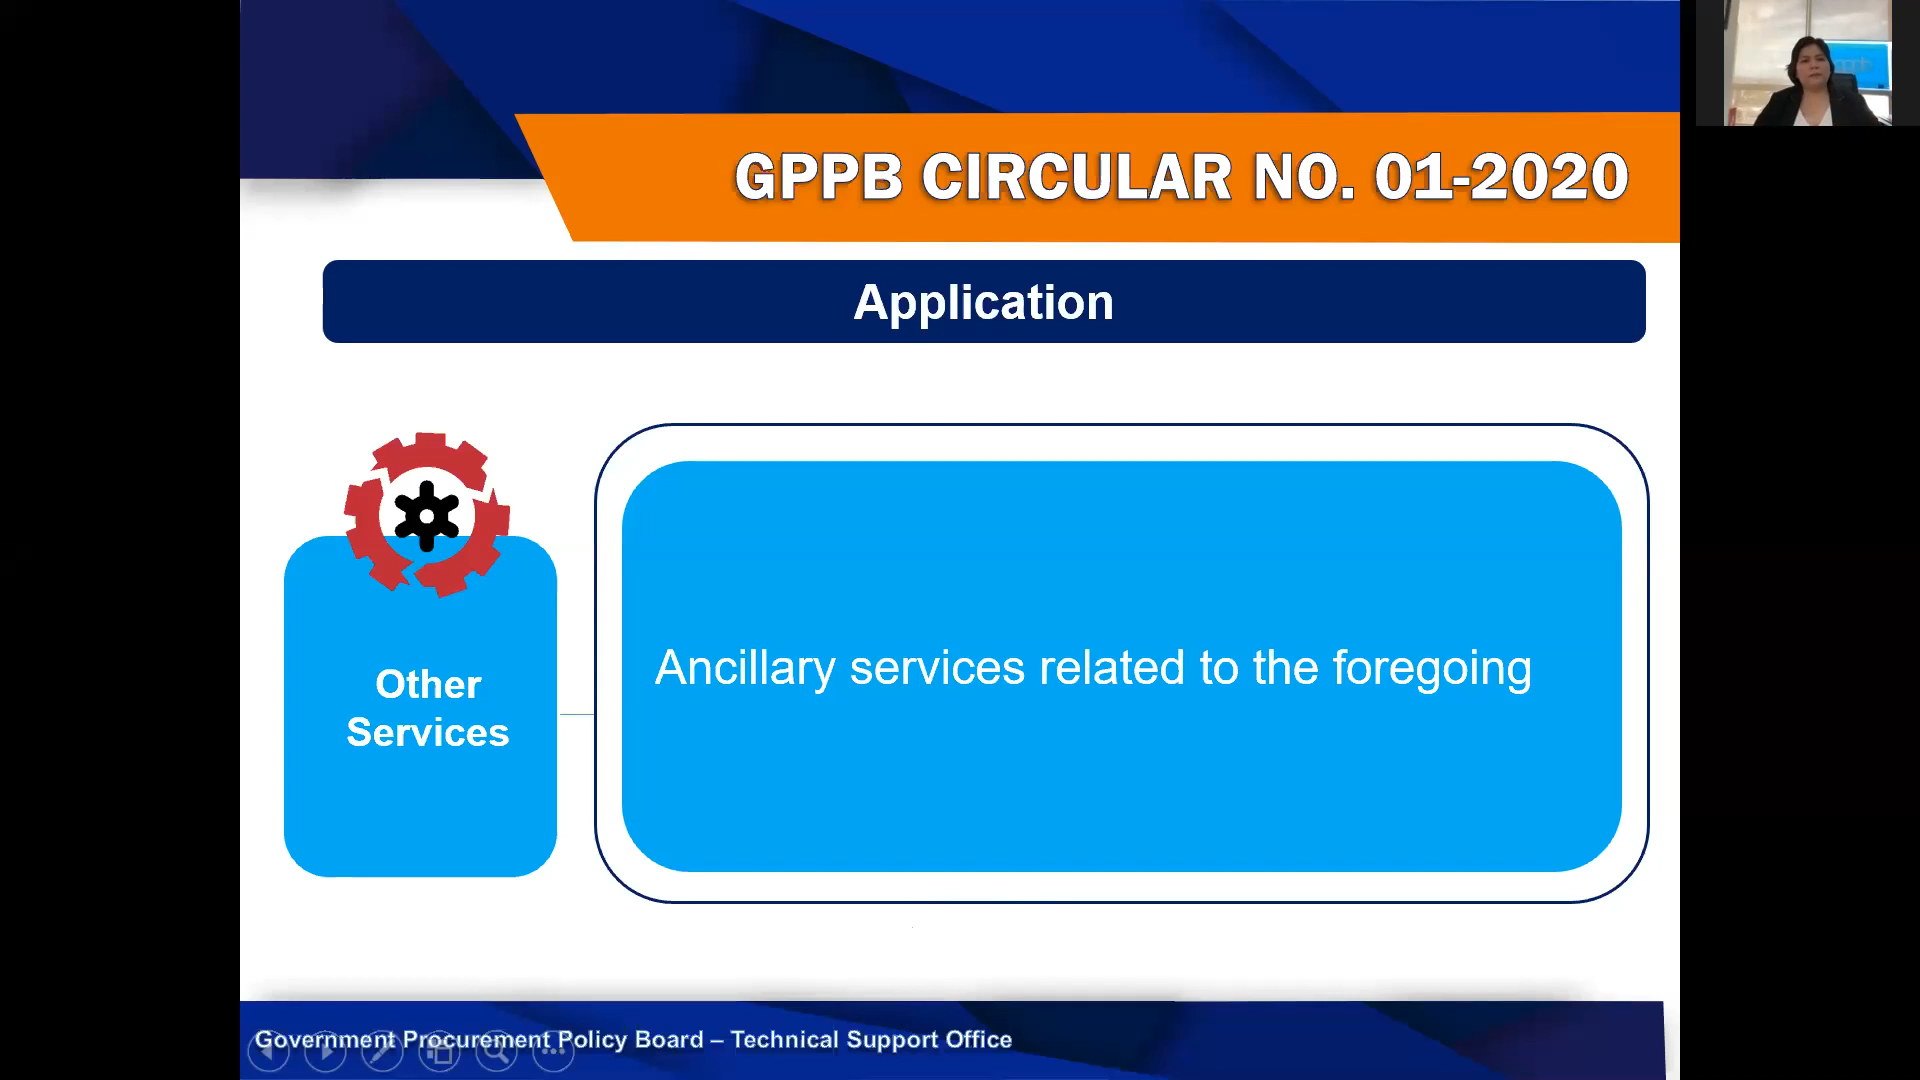 GPPB CIRCULAR NO. 01-2020
Application
Other
Services
Ancillary services related to the foregoing
Government Procurement Policy Board – Technical Support Office